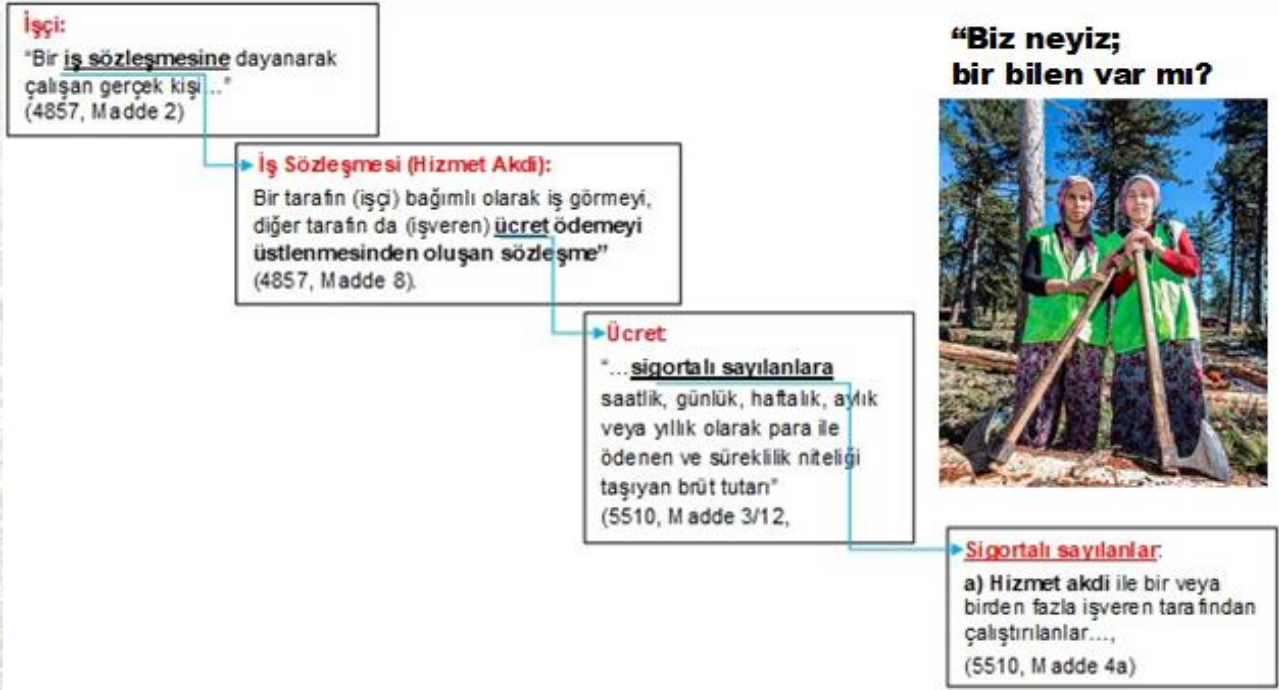 İşçi:
“Bir iş sözleşmesine dayanarak
çalışan gerçek kişi...”
(4857, Madde 2)
İş Sözleşmesi (Hizmet Akdi):
Bir tarafın (işçi) bağımlı olarak iş görmeyi,
diğer tarafın da (işveren) ücret ödemeyi
üstlenmesinden oluşan sözleşme”
(4857, Madde 8).
Ücret:
“...sigortalı sayılanlara
saatlik, günlük, haftalık, aylık
veya yıllık olarak para ile
ödenen ve süreklilik niteliği
taşıyan brüt tutarı”
(5510, Madde 3/12,
“Biz neyiz;
bir bilen var mı?
Sigortalı sayılanlar:
a) Hizmet akdi ile bir veya
birden fazla işveren tarafından
çalıştırılanlar...,
(5510, Madde 4a)